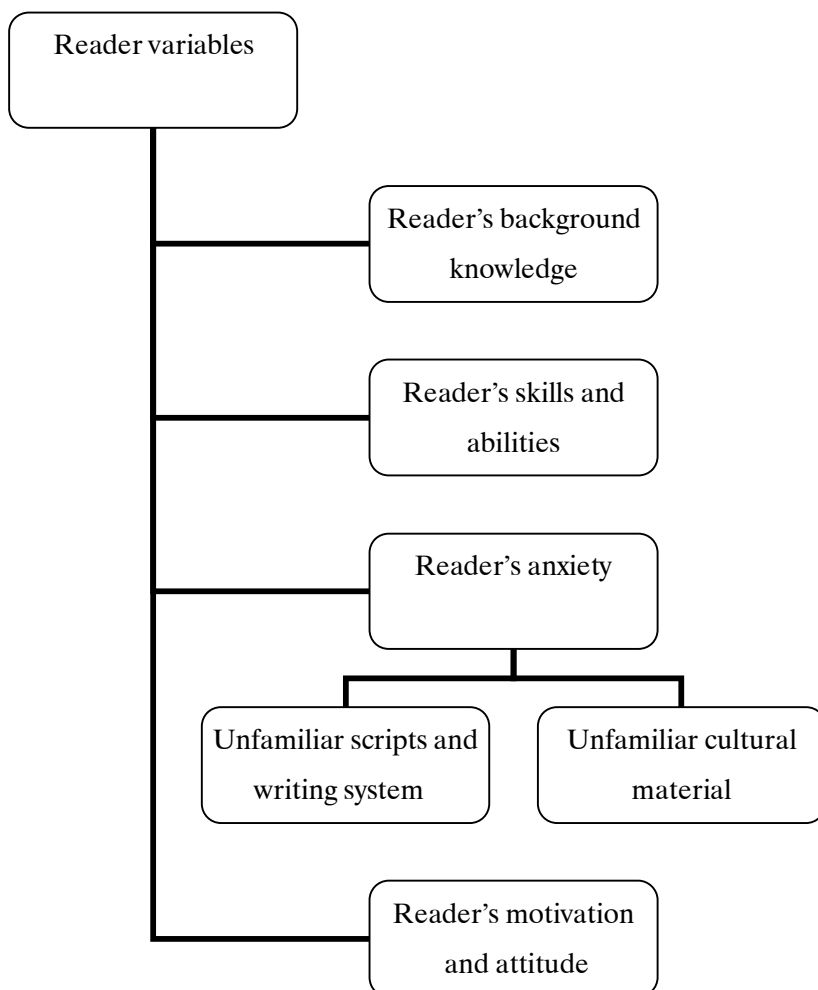 Reader variables
Reader’s background
knowledge
Reader’s skills and
abilities
Reader’s anxiety
Unfamiliar scripts and
writing system
Unfamiliar cultural
material
Reader’s motivation
and attitude